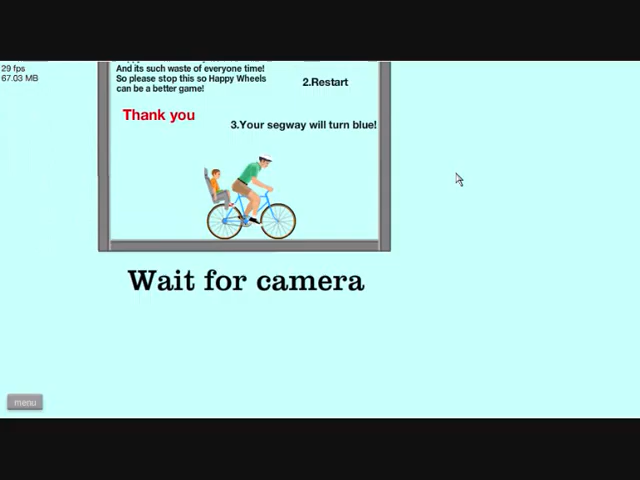 29 fps
67.03 MB
And its such waste of everyone time!
So please stop this so Happy Wheels
can be a better game!
2.Restart
Thank you
3.Your segway will turn blue!
Wait for camera
menu